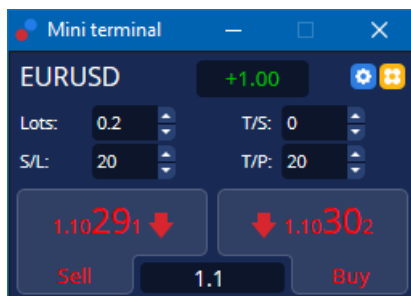 Mini terminal
EURUSD +1.00
Lots: 0.2 T/S: 0
S/L: 20 T/P: 20
1.10291 1.10302
Sell 1.1 Buy